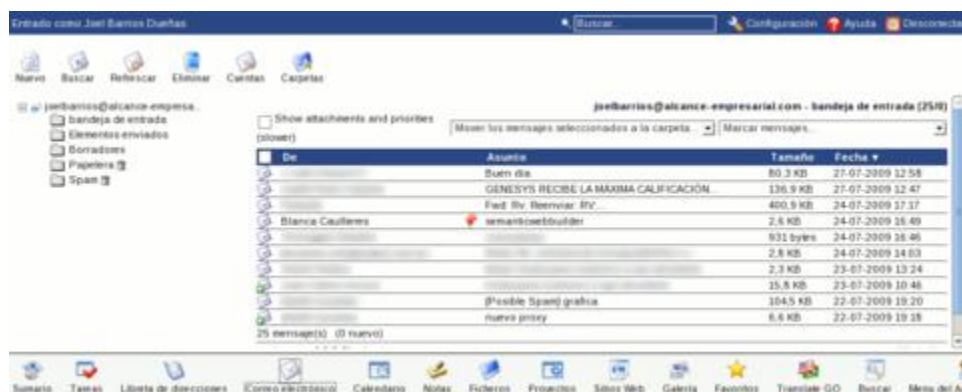 Entrado como Joel Barrios Dueñas Buscar... Configuración Ayuda Desconecta
Nuevo Buscar Refrescar Eliminar Cuentas Carpetas
joelbarrios@alcance-empresa...
bandeja de entrada
Elementos enviados
Borradores
Papelera
Spam
joelbarrios@alcance-empresarial.com - bandeja de entrada (25/0)
Show attachments and priorities (slower)
Mover los mensajes seleccionados a la carpeta... Marcar mensajes...
De Asunto Tamaño Fecha
Buen dia 80,3 KB 27-07-2009 12:58
GENESYS RECIBE LA MÁXIMA CALIFICACIÓN... 136,9 KB 27-07-2009 12:47
Fwd: Rv: Reenviar: RV:... 400,9 KB 24-07-2009 17:17
Blanca Caulleres semanticwebbuilder 2,6 KB 24-07-2009 16:49
931 bytes 24-07-2009 16:46
2,8 KB 24-07-2009 14:03
2,3 KB 23-07-2009 13:24
15,8 KB 23-07-2009 10:46
[Posible Spam] grafica 104,5 KB 22-07-2009 19:20
nuevo proxy 6,6 KB 22-07-2009 19:18
25 mensaje(s) (0 nuevo)
Sumario Tareas Libreta de direcciones Correo electrónico Calendario Notas Ficheros Proyectos Sitios Web Galería Favoritos Translate GO Buscar Menu del A